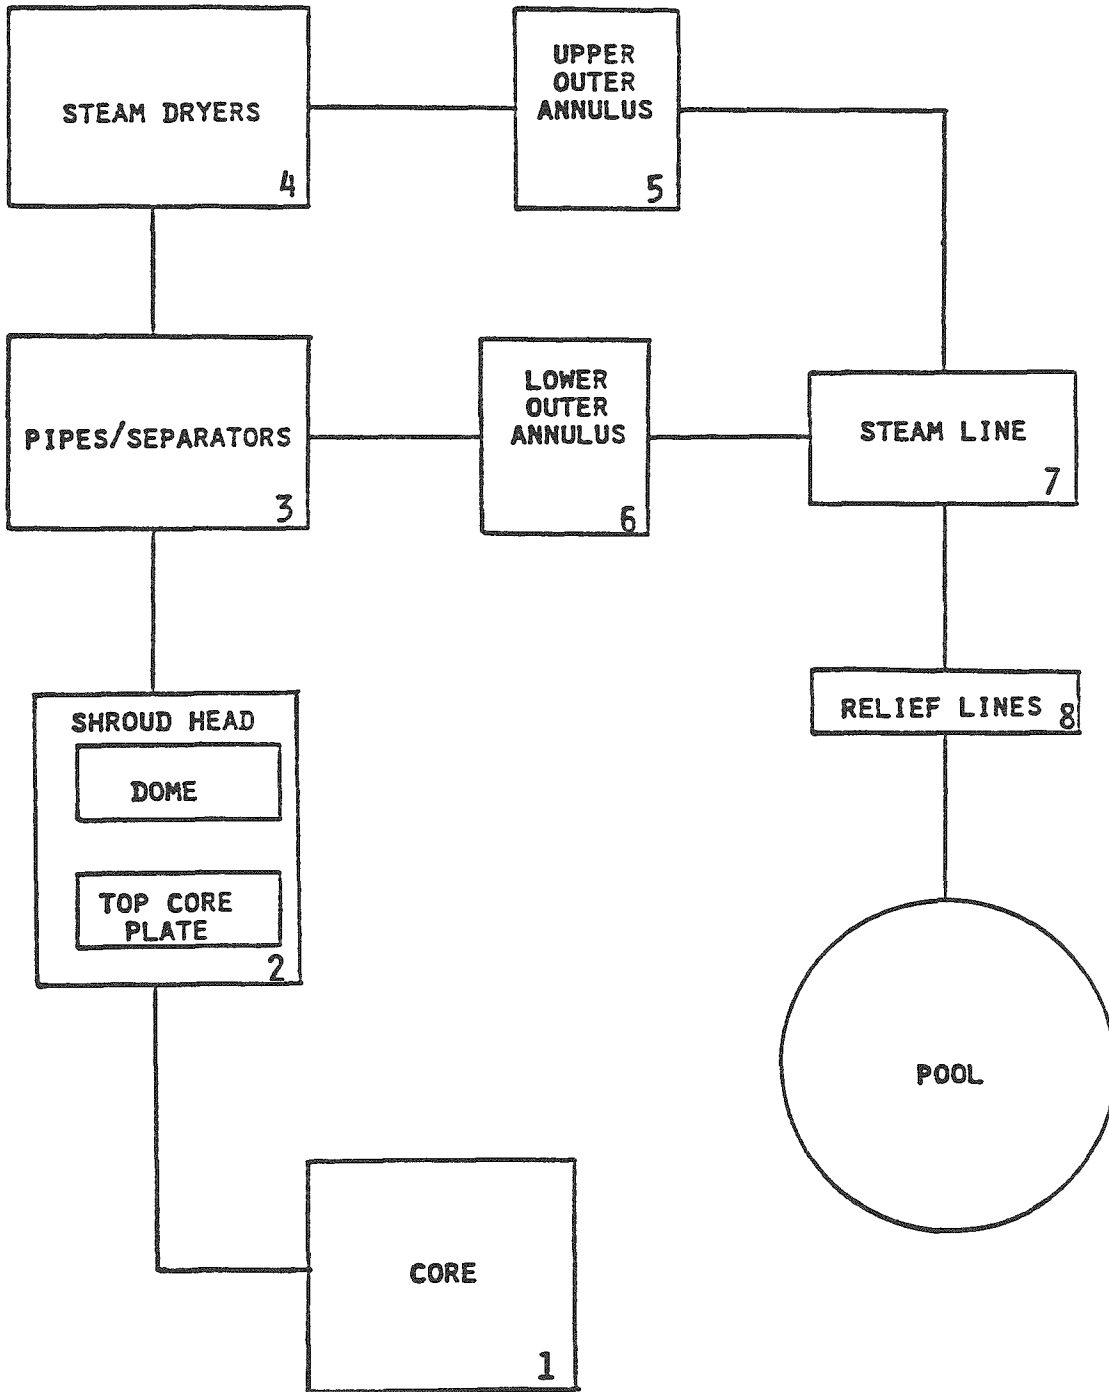 STEAM DRYERS
4
UPPER
OUTER
ANNULUS
5
PIPES/SEPARATORS
3
LOWER
OUTER
ANNULUS
6
STEAM LINE
7
SHROUD HEAD
DOME
TOP CORE
PLATE
2
RELIEF LINES 8
POOL
CORE
1